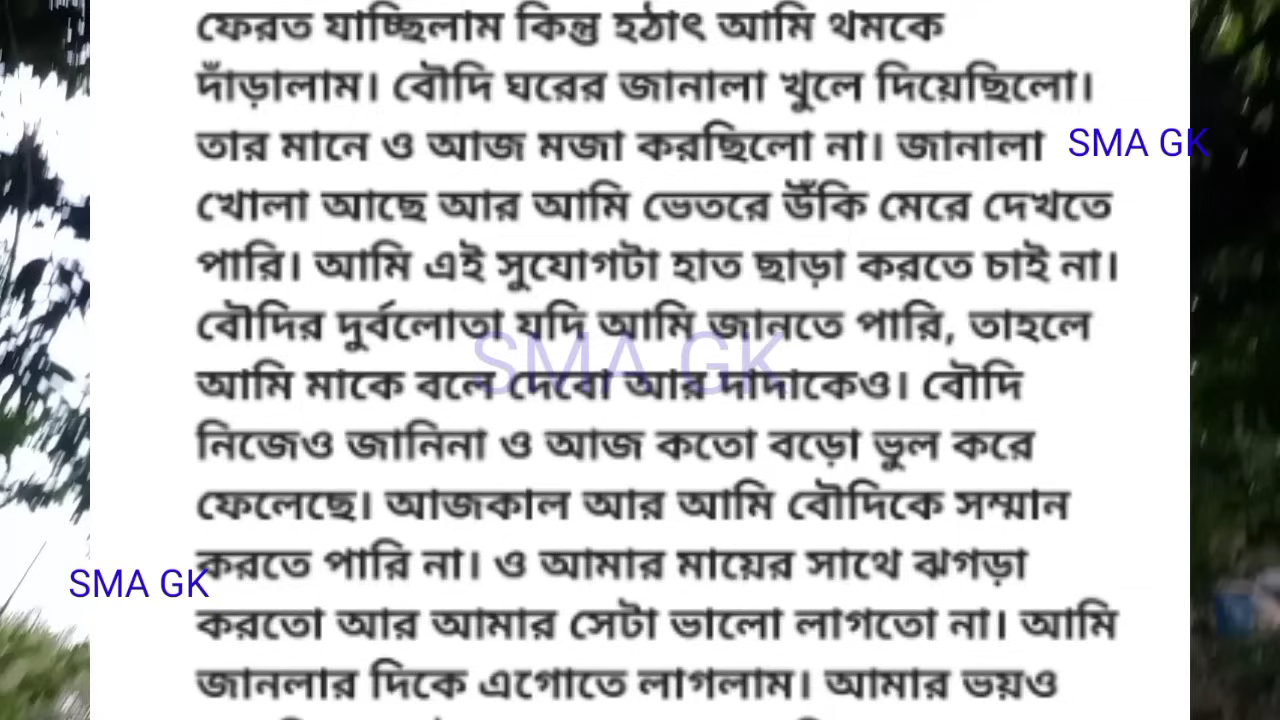 ফেরত যাচ্ছিলাম কিন্তু হঠাৎ আমি থমকে
দাঁড়ালাম। বৌদি ঘরের জানালা খুলে দিয়েছিলো।
তার মানে ও আজ মজা করছিলো না। জানালা
SMA GK
খোলা আছে আর আমি ভেতরে উঁকি মেরে দেখতে
পারি। আমি এই সুযোগটা হাত ছাড়া করতে চাই না।
বৌদির দুর্বলোতা যদি আমি জানতে পারি, তাহলে
SMA GK
আমি মাকে বলে দেবো আর দাদাকেও। বৌদি
নিজেও জানিনা ও আজ কতো বড়ো ভুল করে
ফেলেছে। আজকাল আর আমি বৌদিকে সম্মান
করতে পারি না। ও আমার মায়ের সাথে ঝগড়া
SMA GK
করতো আর আমার সেটা ভালো লাগতো না। আমি
জানলার দিকে এগোতে লাগলাম। আমার ভয়ও